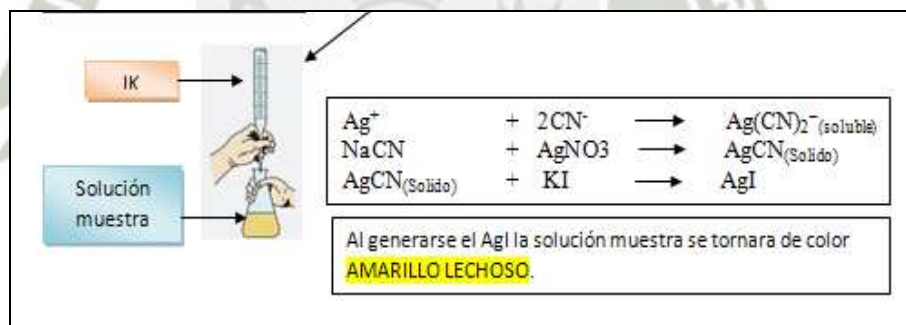 IK
Solución
muestra
Ag⁺ + 2CN⁻ ⟶ Ag(CN)₂⁻(soluble)
NaCN + AgNO3 ⟶ AgCN(Solido)
AgCN(Solido) + KI ⟶ AgI
Al generarse el AgI la solución muestra se tornara de color
AMARILLO LECHOSO.